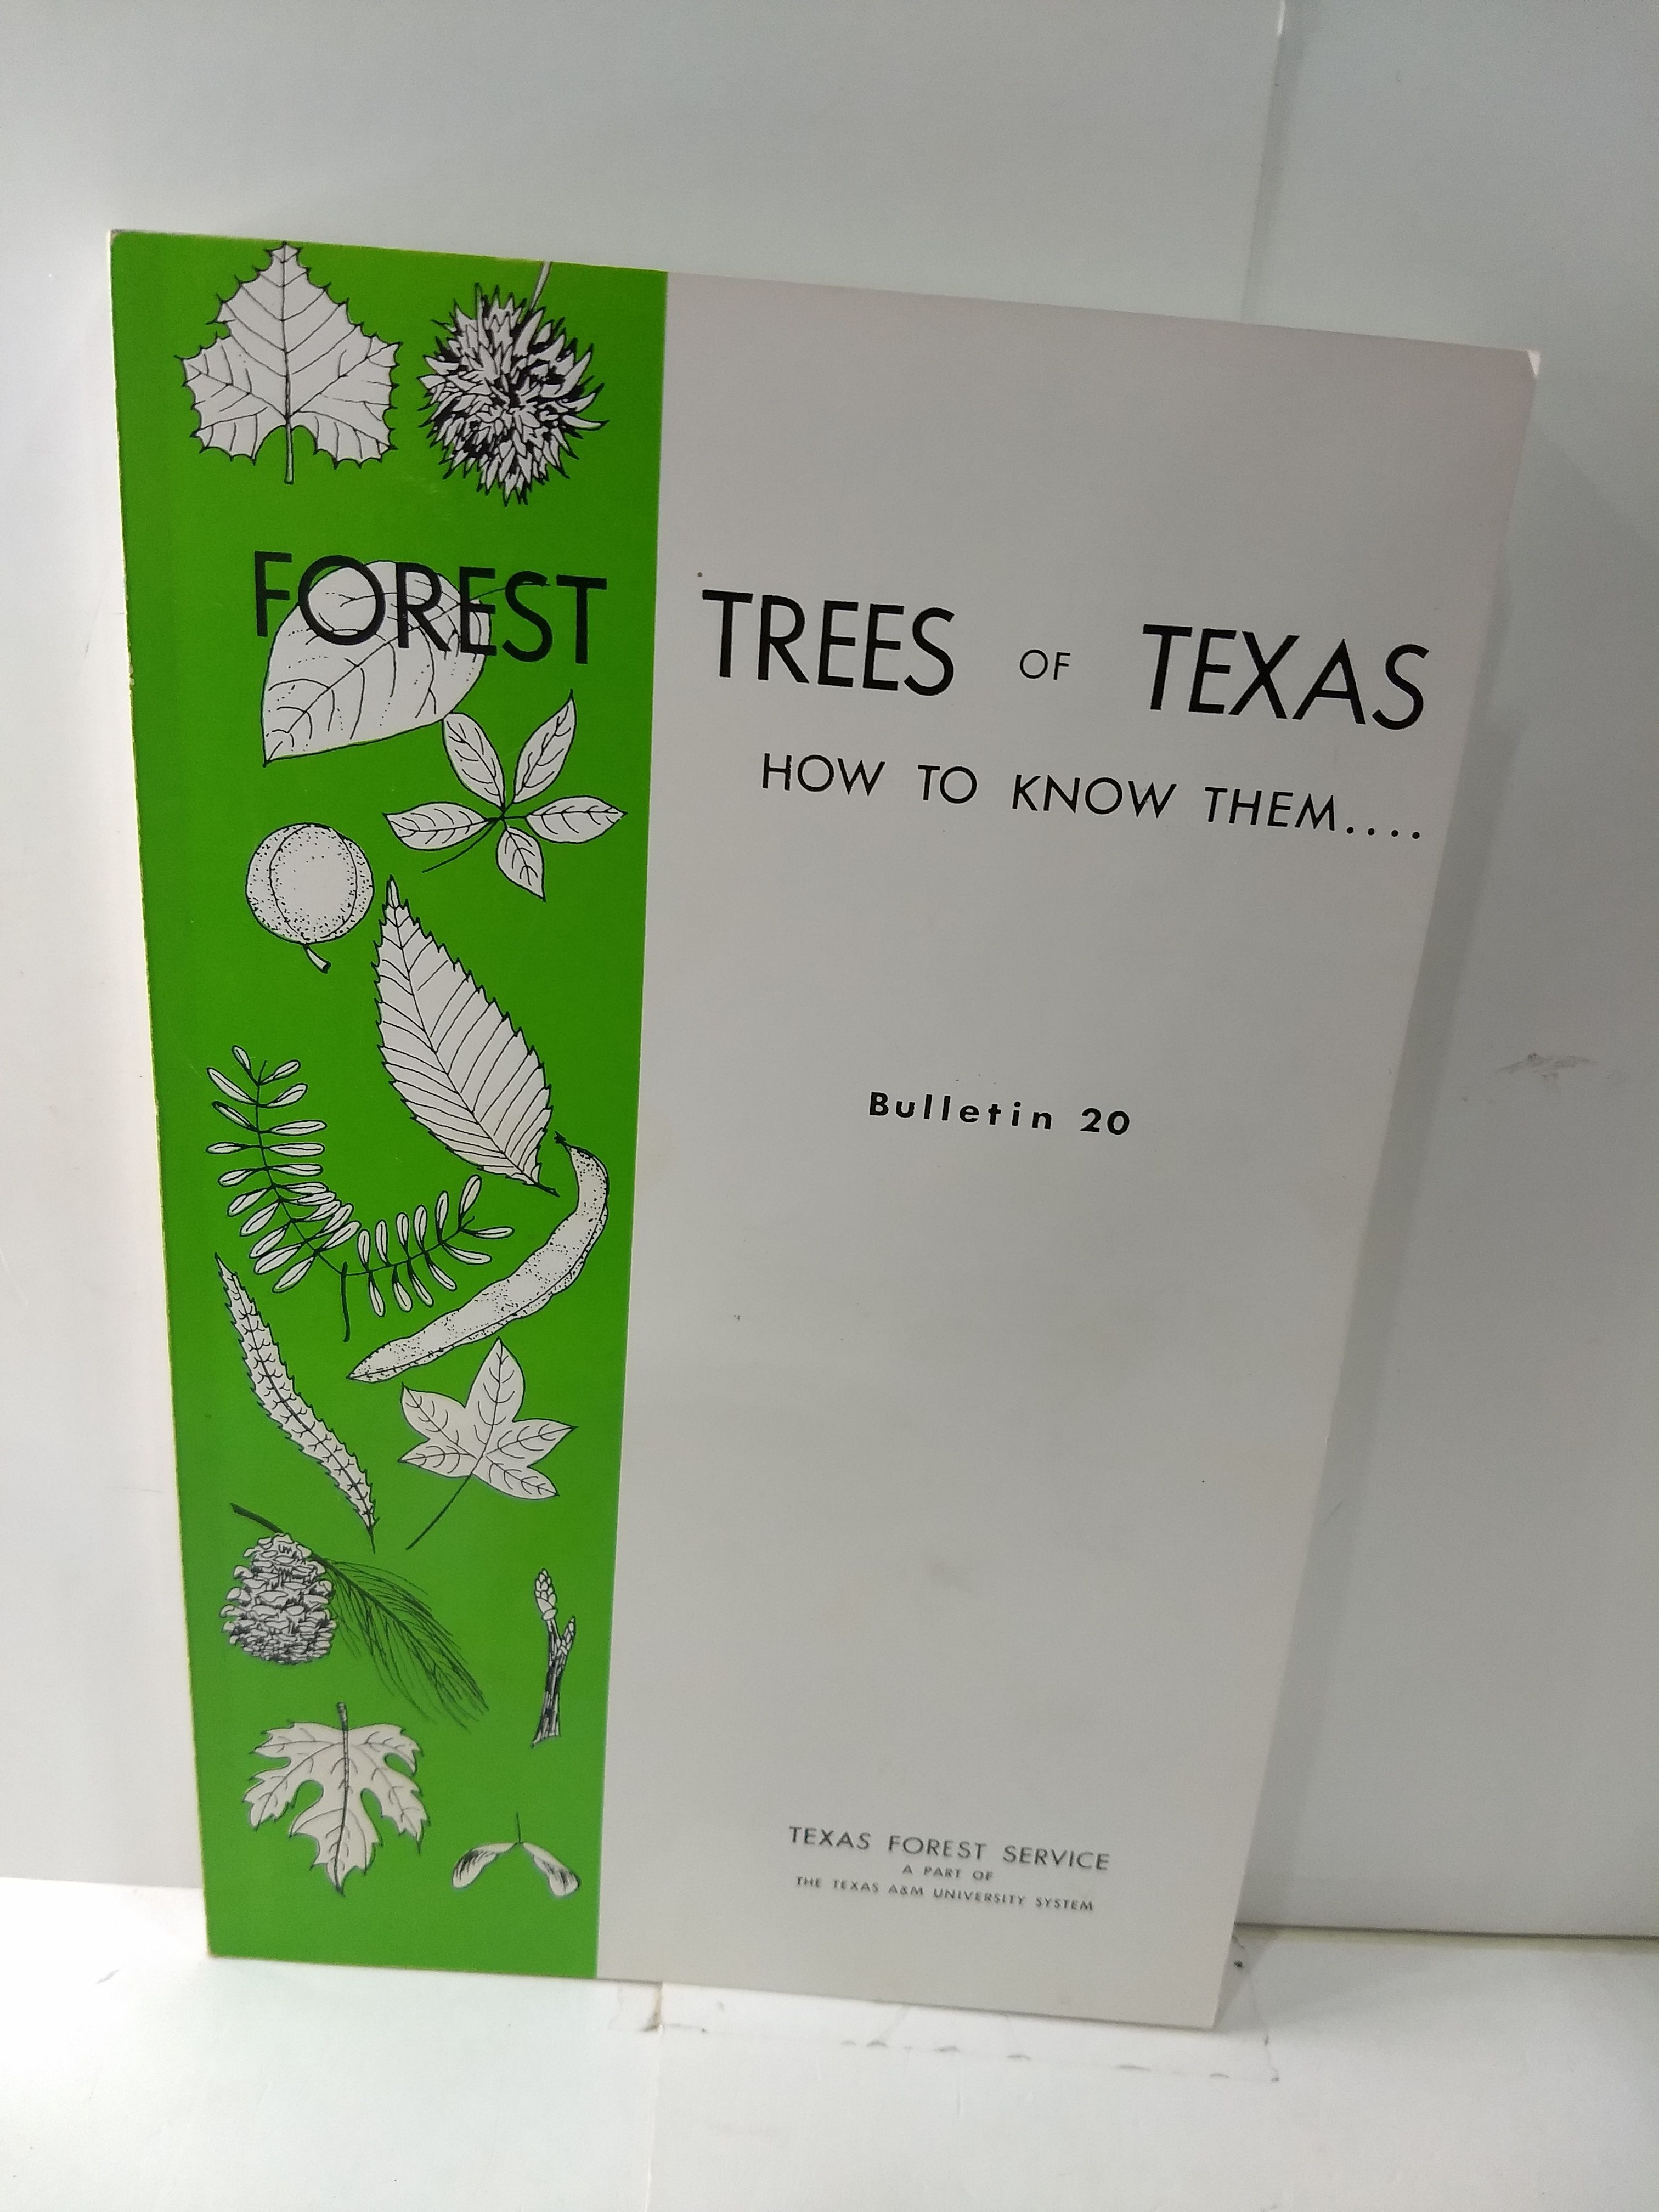 FOREST TREES OF TEXAS
HOW TO KNOW THEM....
Bulletin 20
TEXAS FOREST SERVICE
A PART OF
THE TEXAS A&M UNIVERSITY SYSTEM